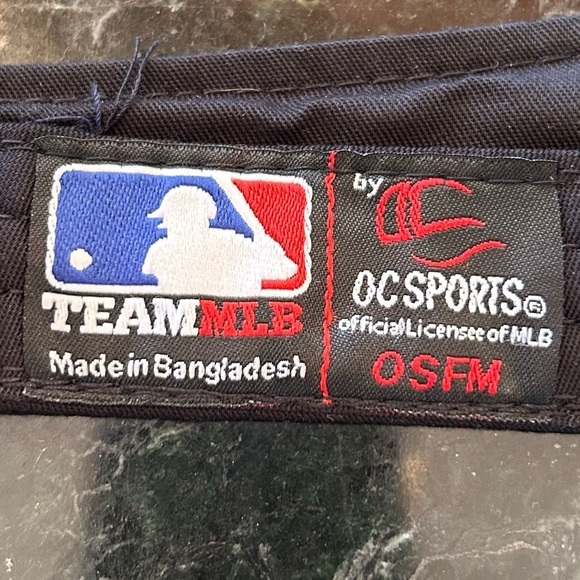 TEAMMLB
Made in Bangladesh
by
OC SPORTS®
official Licensee of MLB
OSFM